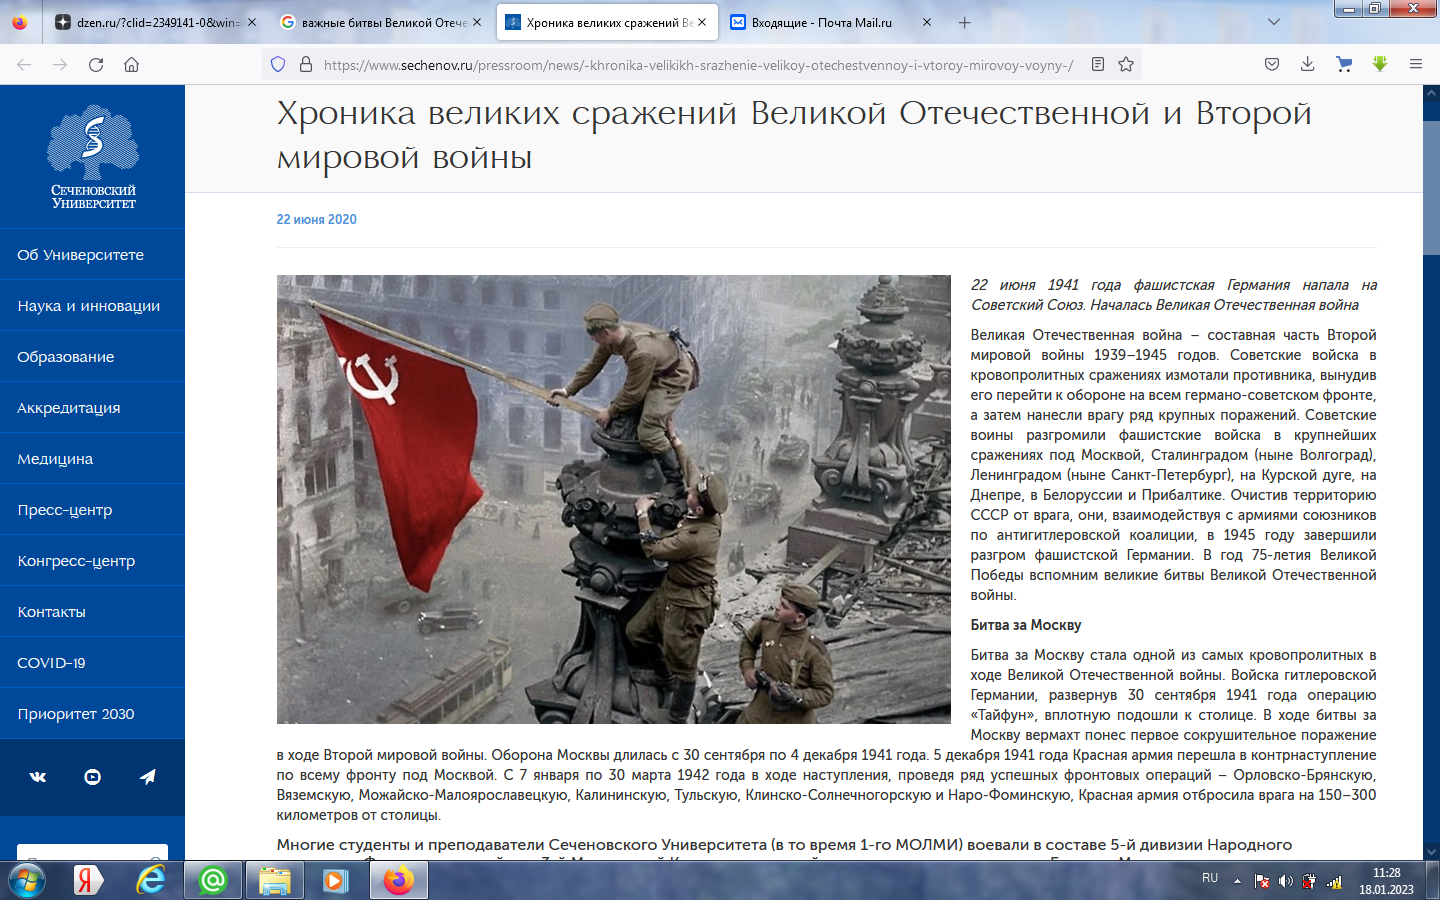 dzen.ru/?clid=2349141-0&win=
важные битвы Великой Отече
Хроника великих сражений Ве
Входящие - Почта Mail.ru
https://www.sechenov.ru/pressroom/news/-khronika-velikikh-srazhenie-velikoy-otechestvennoy-i-vtoroy-mirovoy-voyny-/
Сеченовский
Университет
Об Университете
Наука и инновации
Образование
Аккредитация
Медицина
Пресс-центр
Конгресс-центр
Контакты
COVID-19
Приоритет 2030
Хроника великих сражений Великой Отечественной и Второй
мировой войны
22 июня 2020
22 июня 1941 года фашистская Германия напала на
Советский Союз. Началась Великая Отечественная война
Великая Отечественная война – составная часть Второй
мировой войны 1939–1945 годов. Советские войска в
кровопролитных сражениях измотали противника, вынудив
его перейти к обороне на всем германо-советском фронте,
а затем нанесли врагу ряд крупных поражений. Советские
воины разгромили фашистские войска в крупнейших
сражениях под Москвой, Сталинградом (ныне Волгоград),
Ленинградом (ныне Санкт-Петербург), на Курской дуге, на
Днепре, в Белоруссии и Прибалтике. Очистив территорию
СССР от врага, они, взаимодействуя с армиями союзников
по антигитлеровской коалиции, в 1945 году завершили
разгром фашистской Германии. В год 75-летия Великой
Победы вспомним великие битвы Великой Отечественной
войны.
Битва за Москву
Битва за Москву стала одной из самых кровопролитных в
ходе Великой Отечественной войны. Войска гитлеровской
Германии, развернув 30 сентября 1941 года операцию
«Тайфун», вплотную подошли к столице. В ходе битвы за
Москву вермахт понес первое сокрушительное поражение
в ходе Второй мировой войны. Оборона Москвы длилась с 30 сентября по 4 декабря 1941 года. 5 декабря 1941 года Красная армия перешла в контрнаступление
по всему фронту под Москвой. С 7 января по 30 марта 1942 года в ходе наступления, проведя ряд успешных фронтовых операций – Орловско-Брянскую,
Вяземскую, Можайско-Малоярославецкую, Калининскую, Тульскую, Клинско-Солнечногорскую и Наро-Фоминскую, Красная армия отбросила врага на 150–300
километров от столицы.
Многие студенты и преподаватели Сеченовского Университета (в то время 1-го МОЛМИ) воевали в составе 5-й дивизии Народного
RU
11:28
18.01.2023